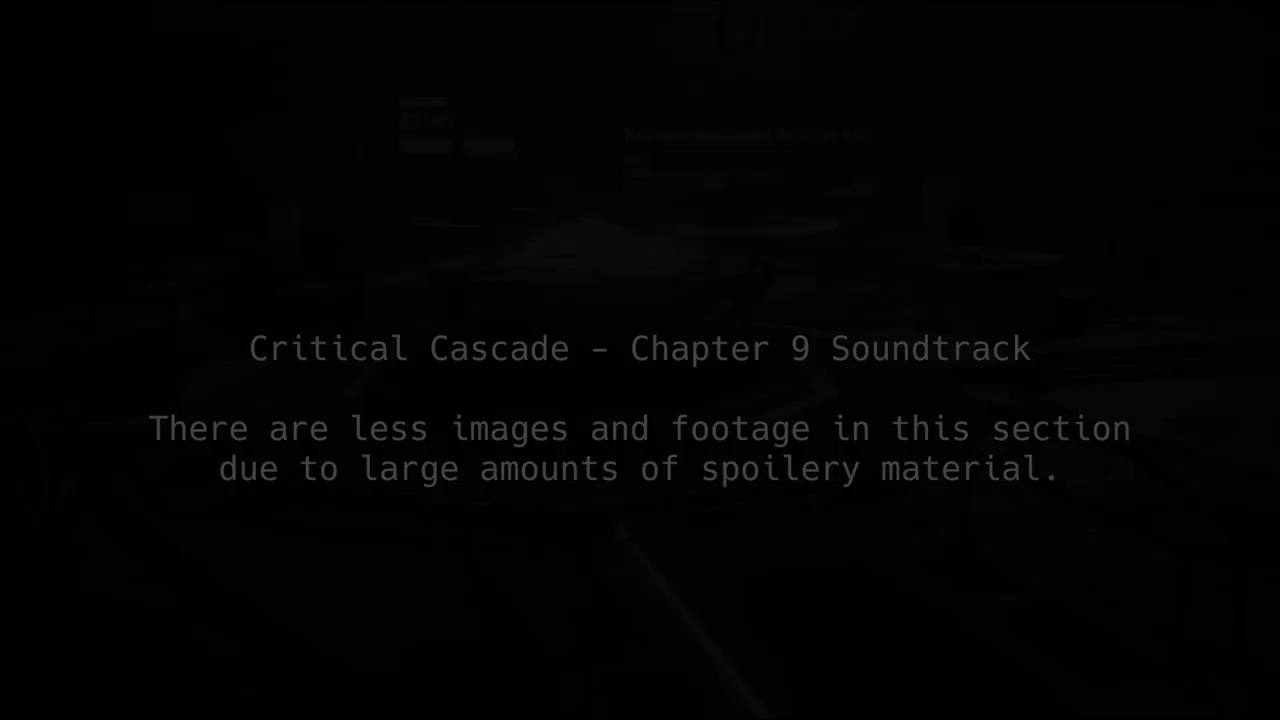 Critical Cascade – Chapter 9 Soundtrack
There are less images and footage in this section
due to large amounts of spoilery material.